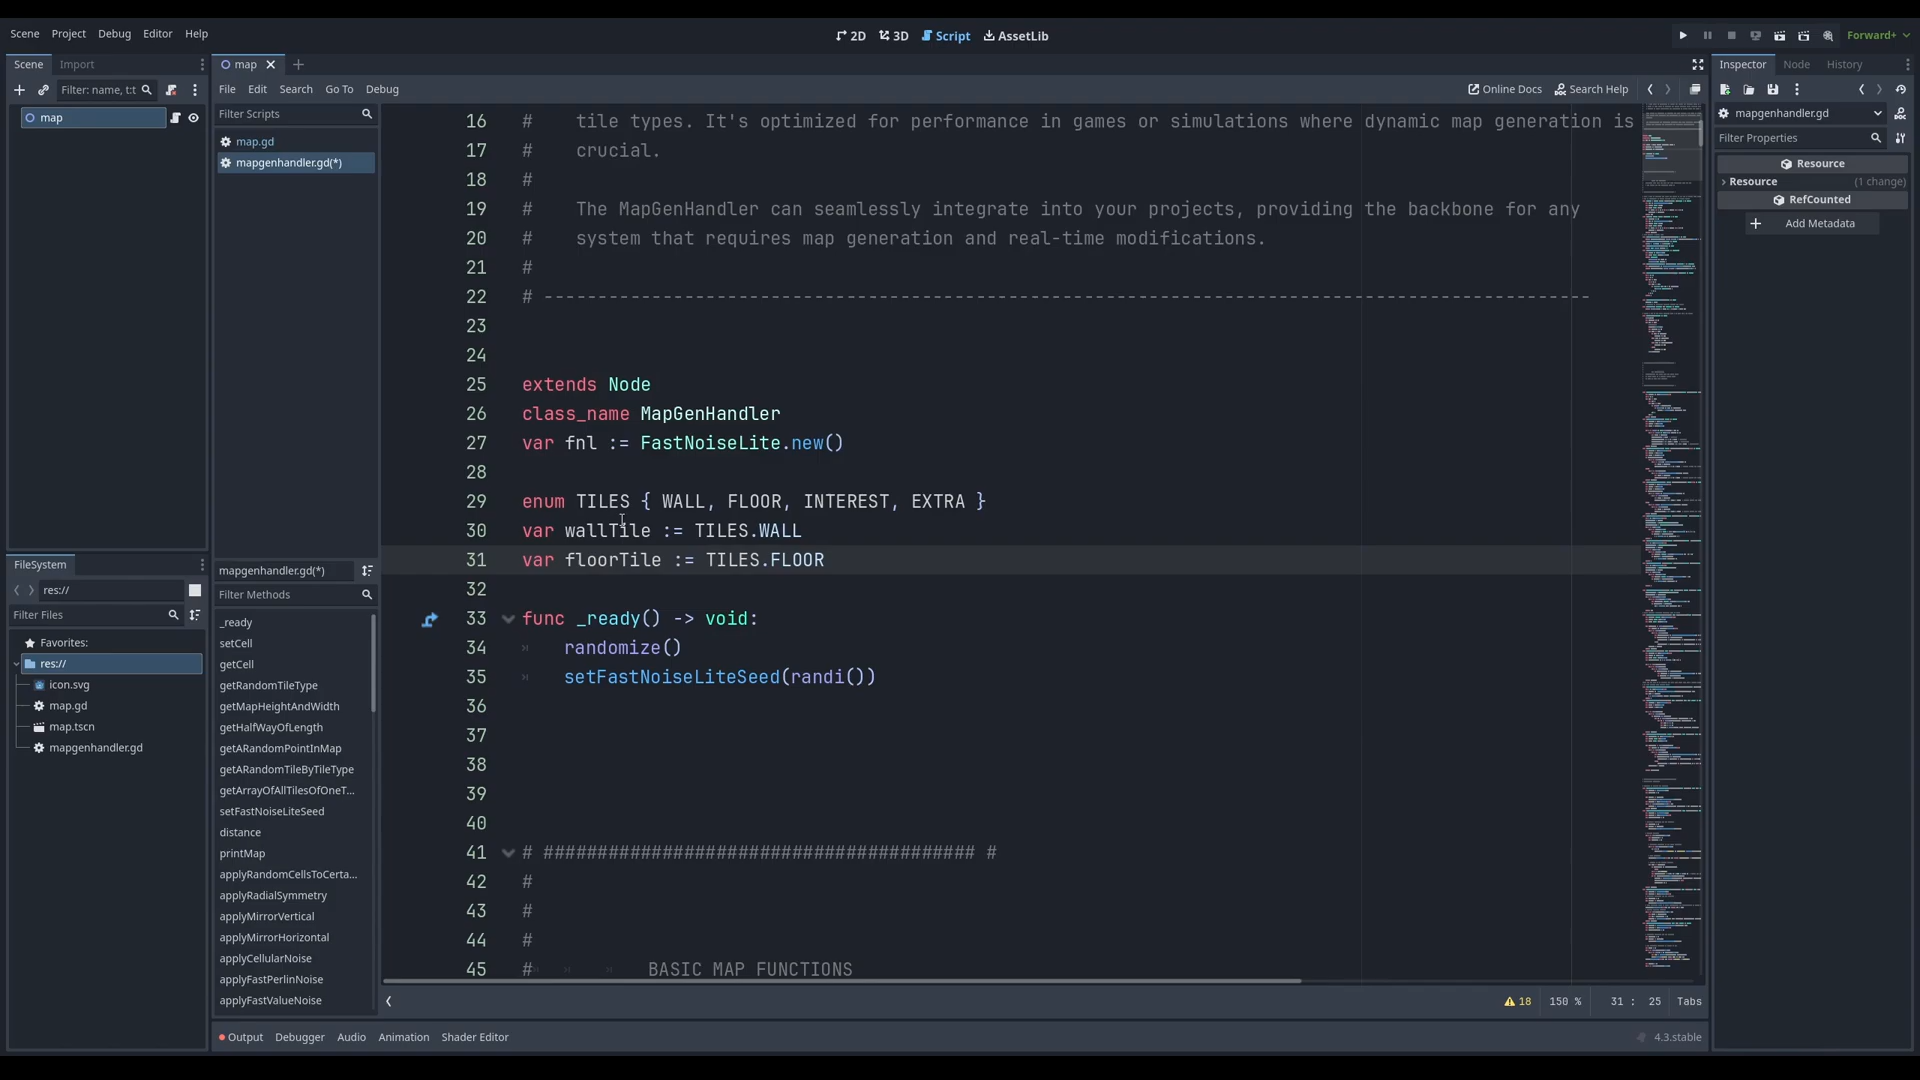 Scene Project Debug Editor Help
2D 3D Script AssetLib
Forward+
Scene Import
Filter: name, t:t
map
map
File Edit Search Go To Debug
Online Docs Search Help
Filter Scripts
map.gd
mapgenhandler.gd(*)
mapgenhandler.gd(*)
Filter Methods
_ready
setCell
getCell
getRandomTileType
getMapHeightAndWidth
getHalfWayOfLength
getARandomPointInMap
getARandomTileByTileType
getArrayOfAllTilesOfOneT...
setFastNoiseLiteSeed
distance
printMap
applyRandomCellsToCerta...
applyRadialSymmetry
applyMirrorVertical
applyMirrorHorizontal
applyCellularNoise
applyFastPerlinNoise
applyFastValueNoise
16 # tile types. It's optimized for performance in games or simulations where dynamic map generation is
17 # crucial.
18 #
19 # The MapGenHandler can seamlessly integrate into your projects, providing the backbone for any
20 # system that requires map generation and real-time modifications.
21 #
22 # -------------------------------------------------------------------------------------------------
23
24
25 extends Node
26 class_name MapGenHandler
27 var fnl := FastNoiseLite.new()
28
29 enum TILES { WALL, FLOOR, INTEREST, EXTRA }
30 var wallTile := TILES.WALL
31 var floorTile := TILES.FLOOR
32
33 func _ready() -> void:
34 randomize()
35 setFastNoiseLiteSeed(randi())
36
37
38
39
40
41 # ######################################## #
42 #
43 #
44 #
45 # BASIC MAP FUNCTIONS
18 150 % 31 : 25 Tabs
Output Debugger Audio Animation Shader Editor
4.3.stable
FileSystem
res://
Filter Files
Favorites:
res://
icon.svg
map.gd
map.tscn
mapgenhandler.gd
Inspector Node History
mapgenhandler.gd
Filter Properties
Resource
Resource (1 change)
RefCounted
Add Metadata